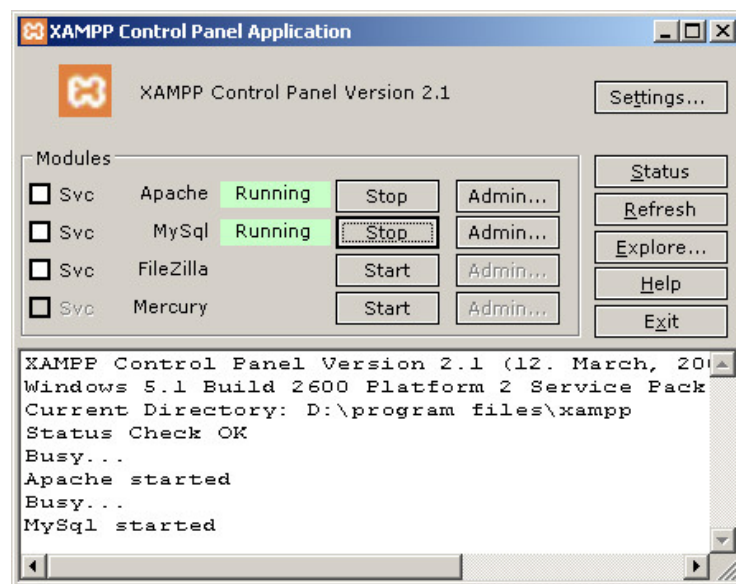 XAMPP Control Panel Application
XAMPP Control Panel Version 2.1
Settings...
Modules
Svc Apache Running Stop Admin...
Svc MySql Running Stop Admin...
Svc FileZilla Start Admin...
Svc Mercury Start Admin...
Status
Refresh
Explore...
Help
Exit
XAMPP Control Panel Version 2.1 (12. March,
Windows 5.1 Build 2600 Platform 2 Service Pack
Current Directory: D:\program files\xampp
Status Check OK
Busy...
Apache started
Busy...
MySql started